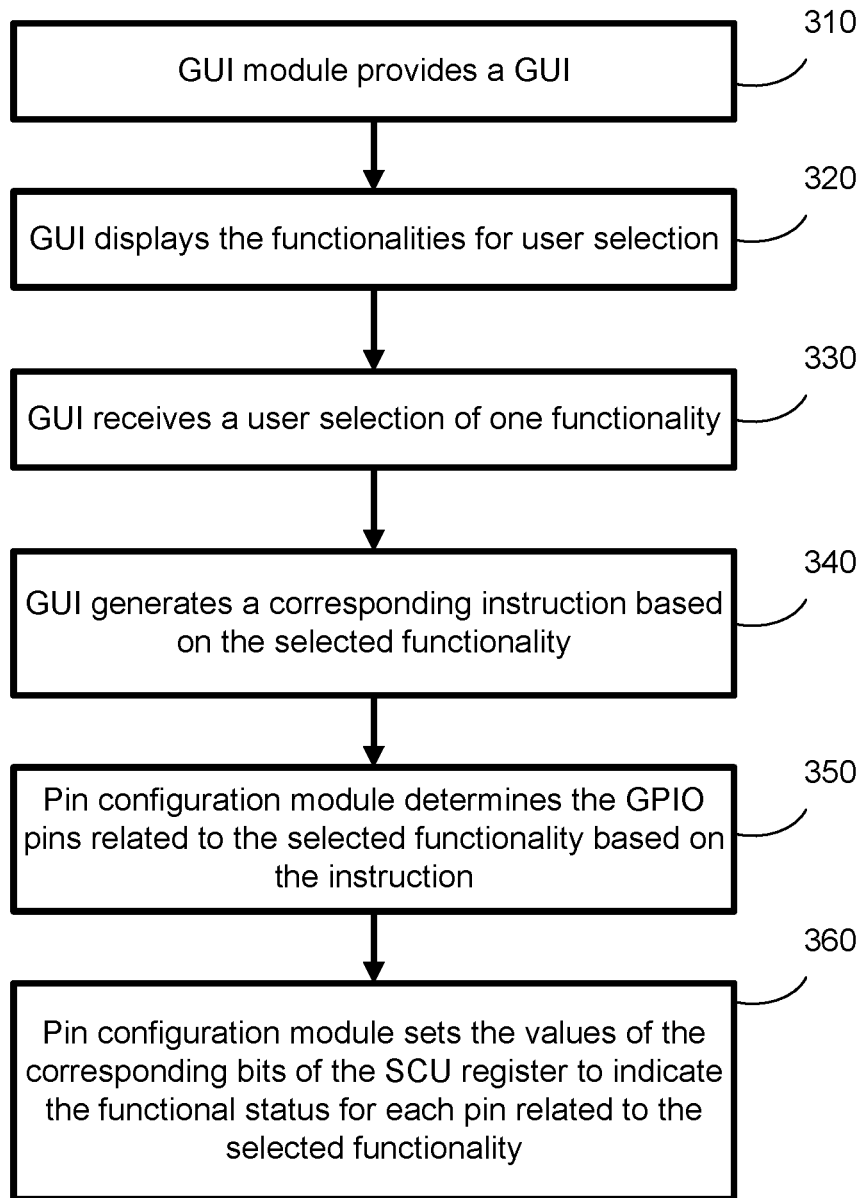 310
GUI module provides a GUI
320
GUI displays the functionalities for user selection
330
GUI receives a user selection of one functionality
340
GUI generates a corresponding instruction based
on the selected functionality
350
Pin configuration module determines the GPIO
pins related to the selected functionality based on
the instruction
360
Pin configuration module sets the values of the
corresponding bits of the SCU register to indicate
the functional status for each pin related to the
selected functionality